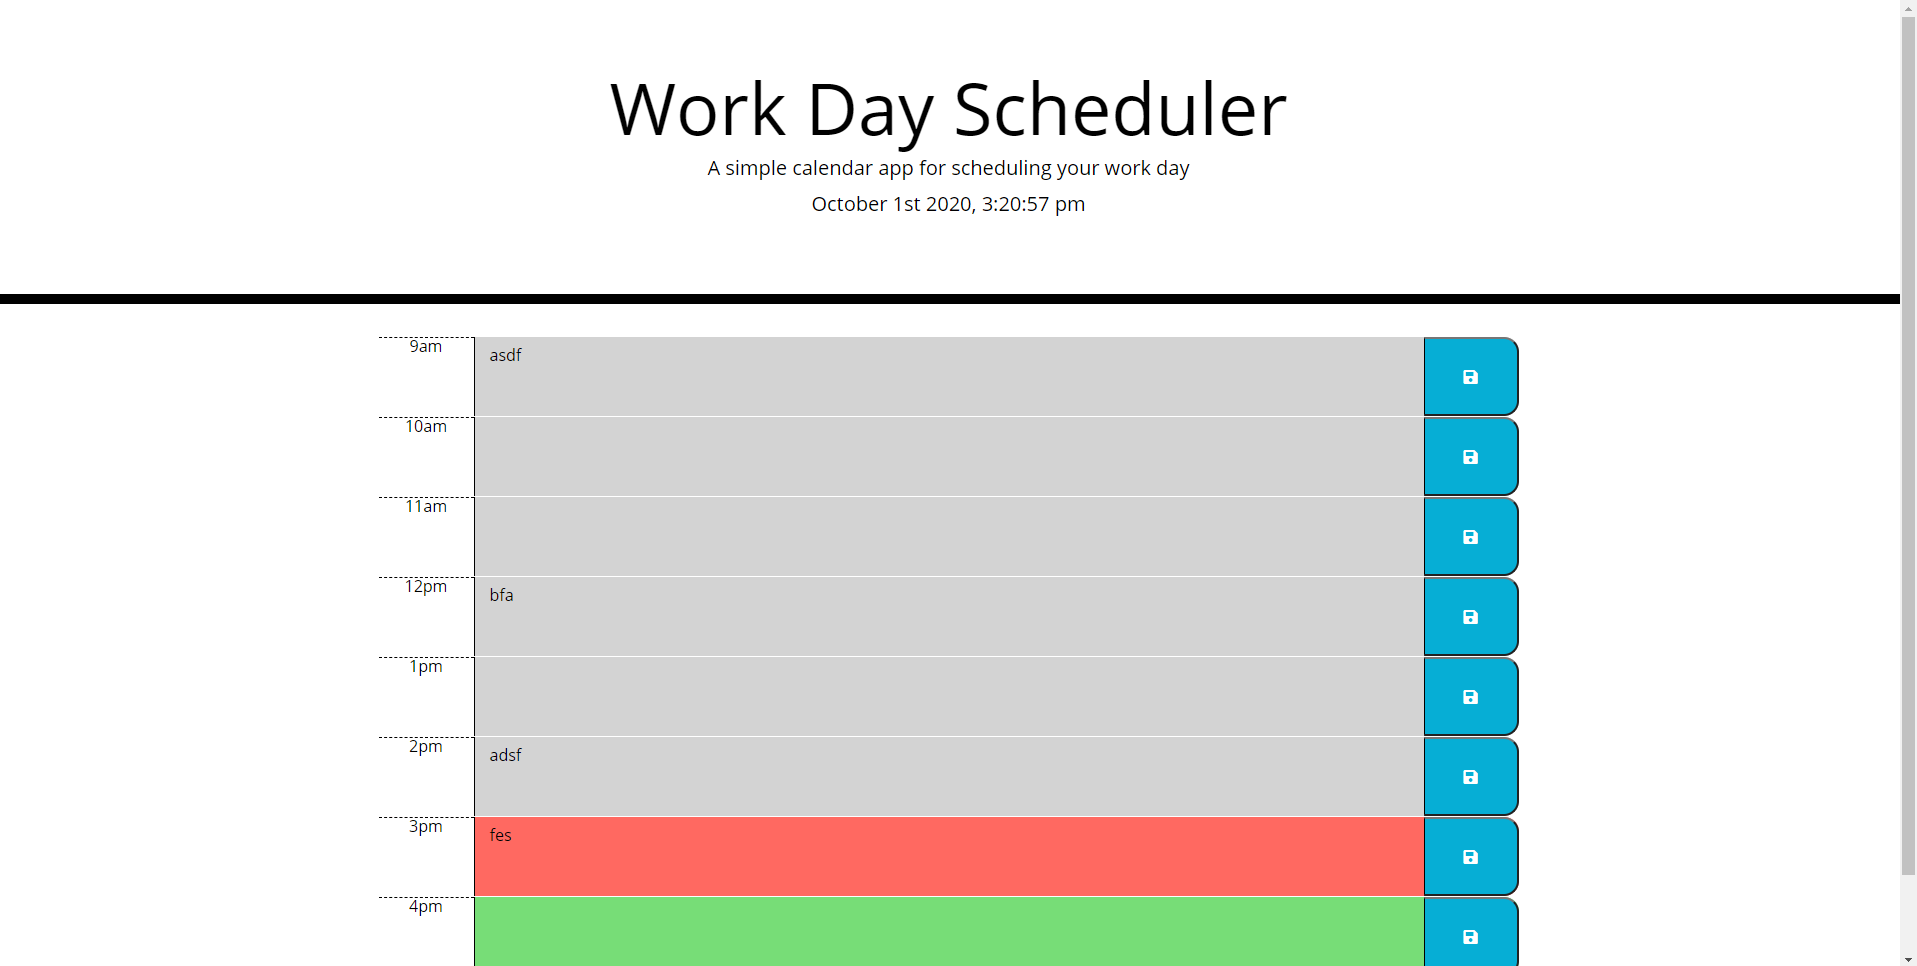 Work Day Scheduler
A simple calendar app for scheduling your work day
October 1st 2020, 3:20:57 pm
9am
asdf
10am
11am
12pm
bfa
1pm
2pm
adsf
3pm
fes
4pm